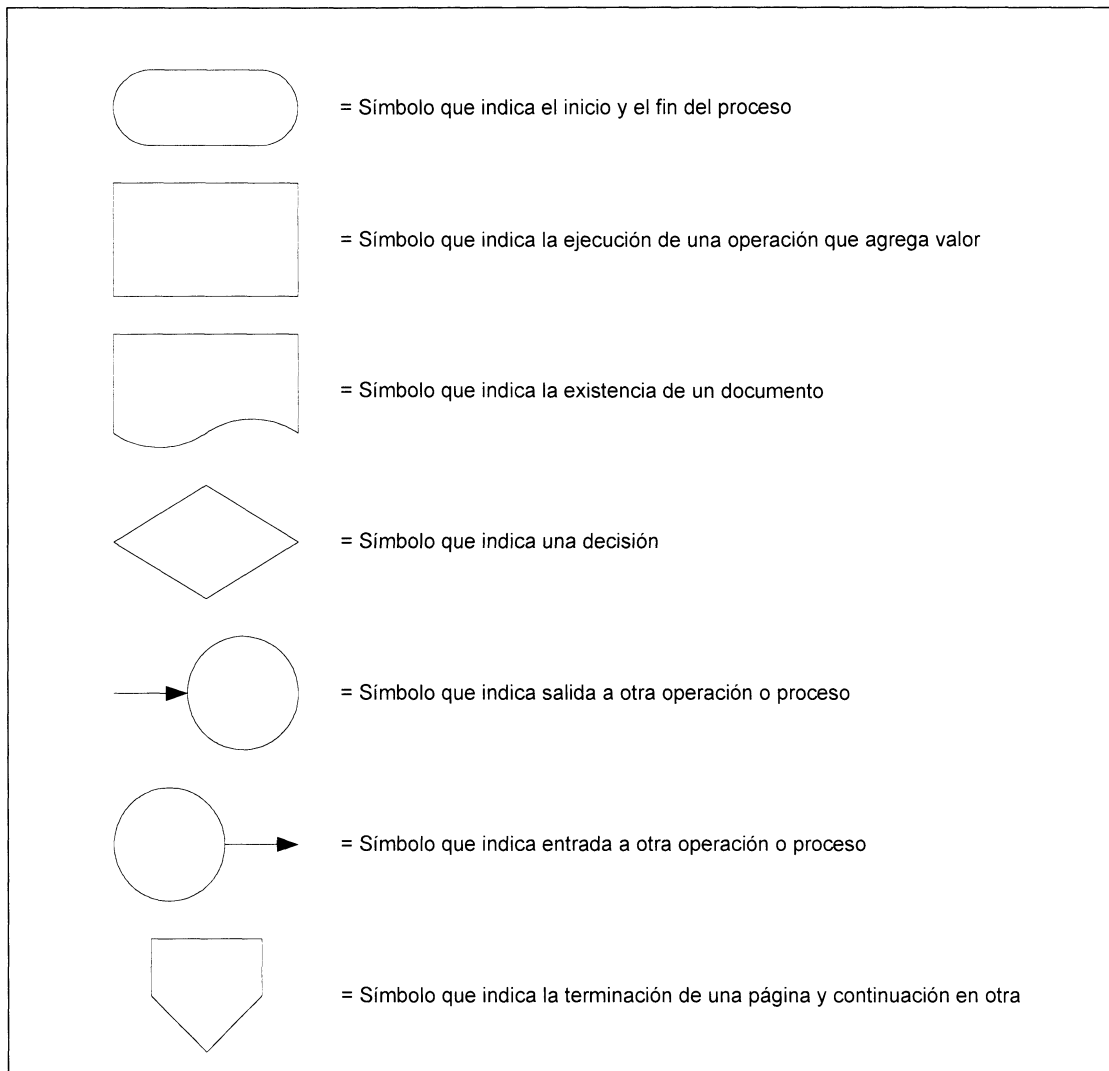 = Símbolo que indica el inicio y el fin del proceso
= Símbolo que indica la ejecución de una operación que agrega valor
= Símbolo que indica la existencia de un documento
= Símbolo que indica una decisión
= Símbolo que indica salida a otra operación o proceso
= Símbolo que indica entrada a otra operación o proceso
= Símbolo que indica la terminación de una página y continuación en otra